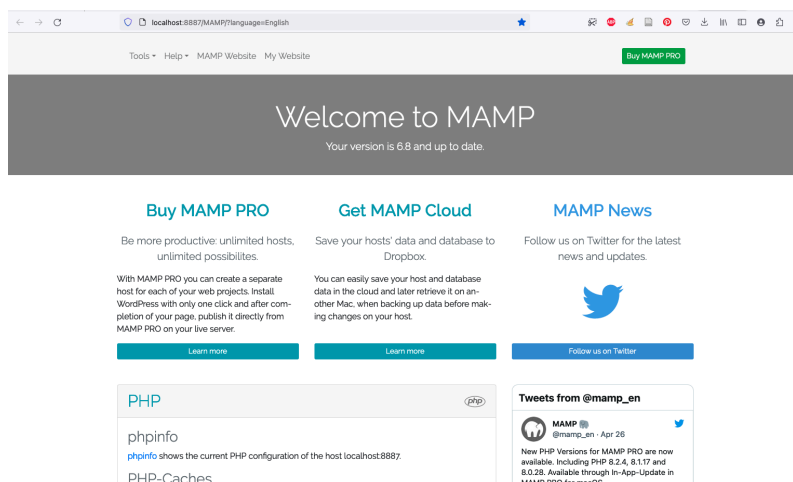 localhost:8887/MAMP/?language=English
Tools Help MAMP Website My Website
Buy MAMP PRO
Welcome to MAMP
Your version is 6.8 and up to date.
Buy MAMP PRO
Be more productive: unlimited hosts,
unlimited possibilites.
With MAMP PRO you can create a separate
host for each of your web projects. Install
WordPress with only one click and after com-
pletion of your page, publish it directly from
MAMP PRO on your live server.
Learn more
Get MAMP Cloud
Save your hosts' data and database to
Dropbox.
You can easily save your host and database
data in the cloud and later retrieve it on an-
other Mac, when backing up data before mak-
ing changes on your host.
Learn more
MAMP News
Follow us on Twitter for the latest
news and updates.
Follow us on Twitter
PHP
php
phpinfo
phpinfo shows the current PHP configuration of the host localhost:8887.
PHP-Caches
Tweets from @mamp_en
MAMP 🐘
@mamp_en · Apr 26
New PHP Versions for MAMP PRO are now
available. Including PHP 8.2.4, 8.1.17 and
8.0.28. Available through In-App-Update in
MAMP PRO for macOS